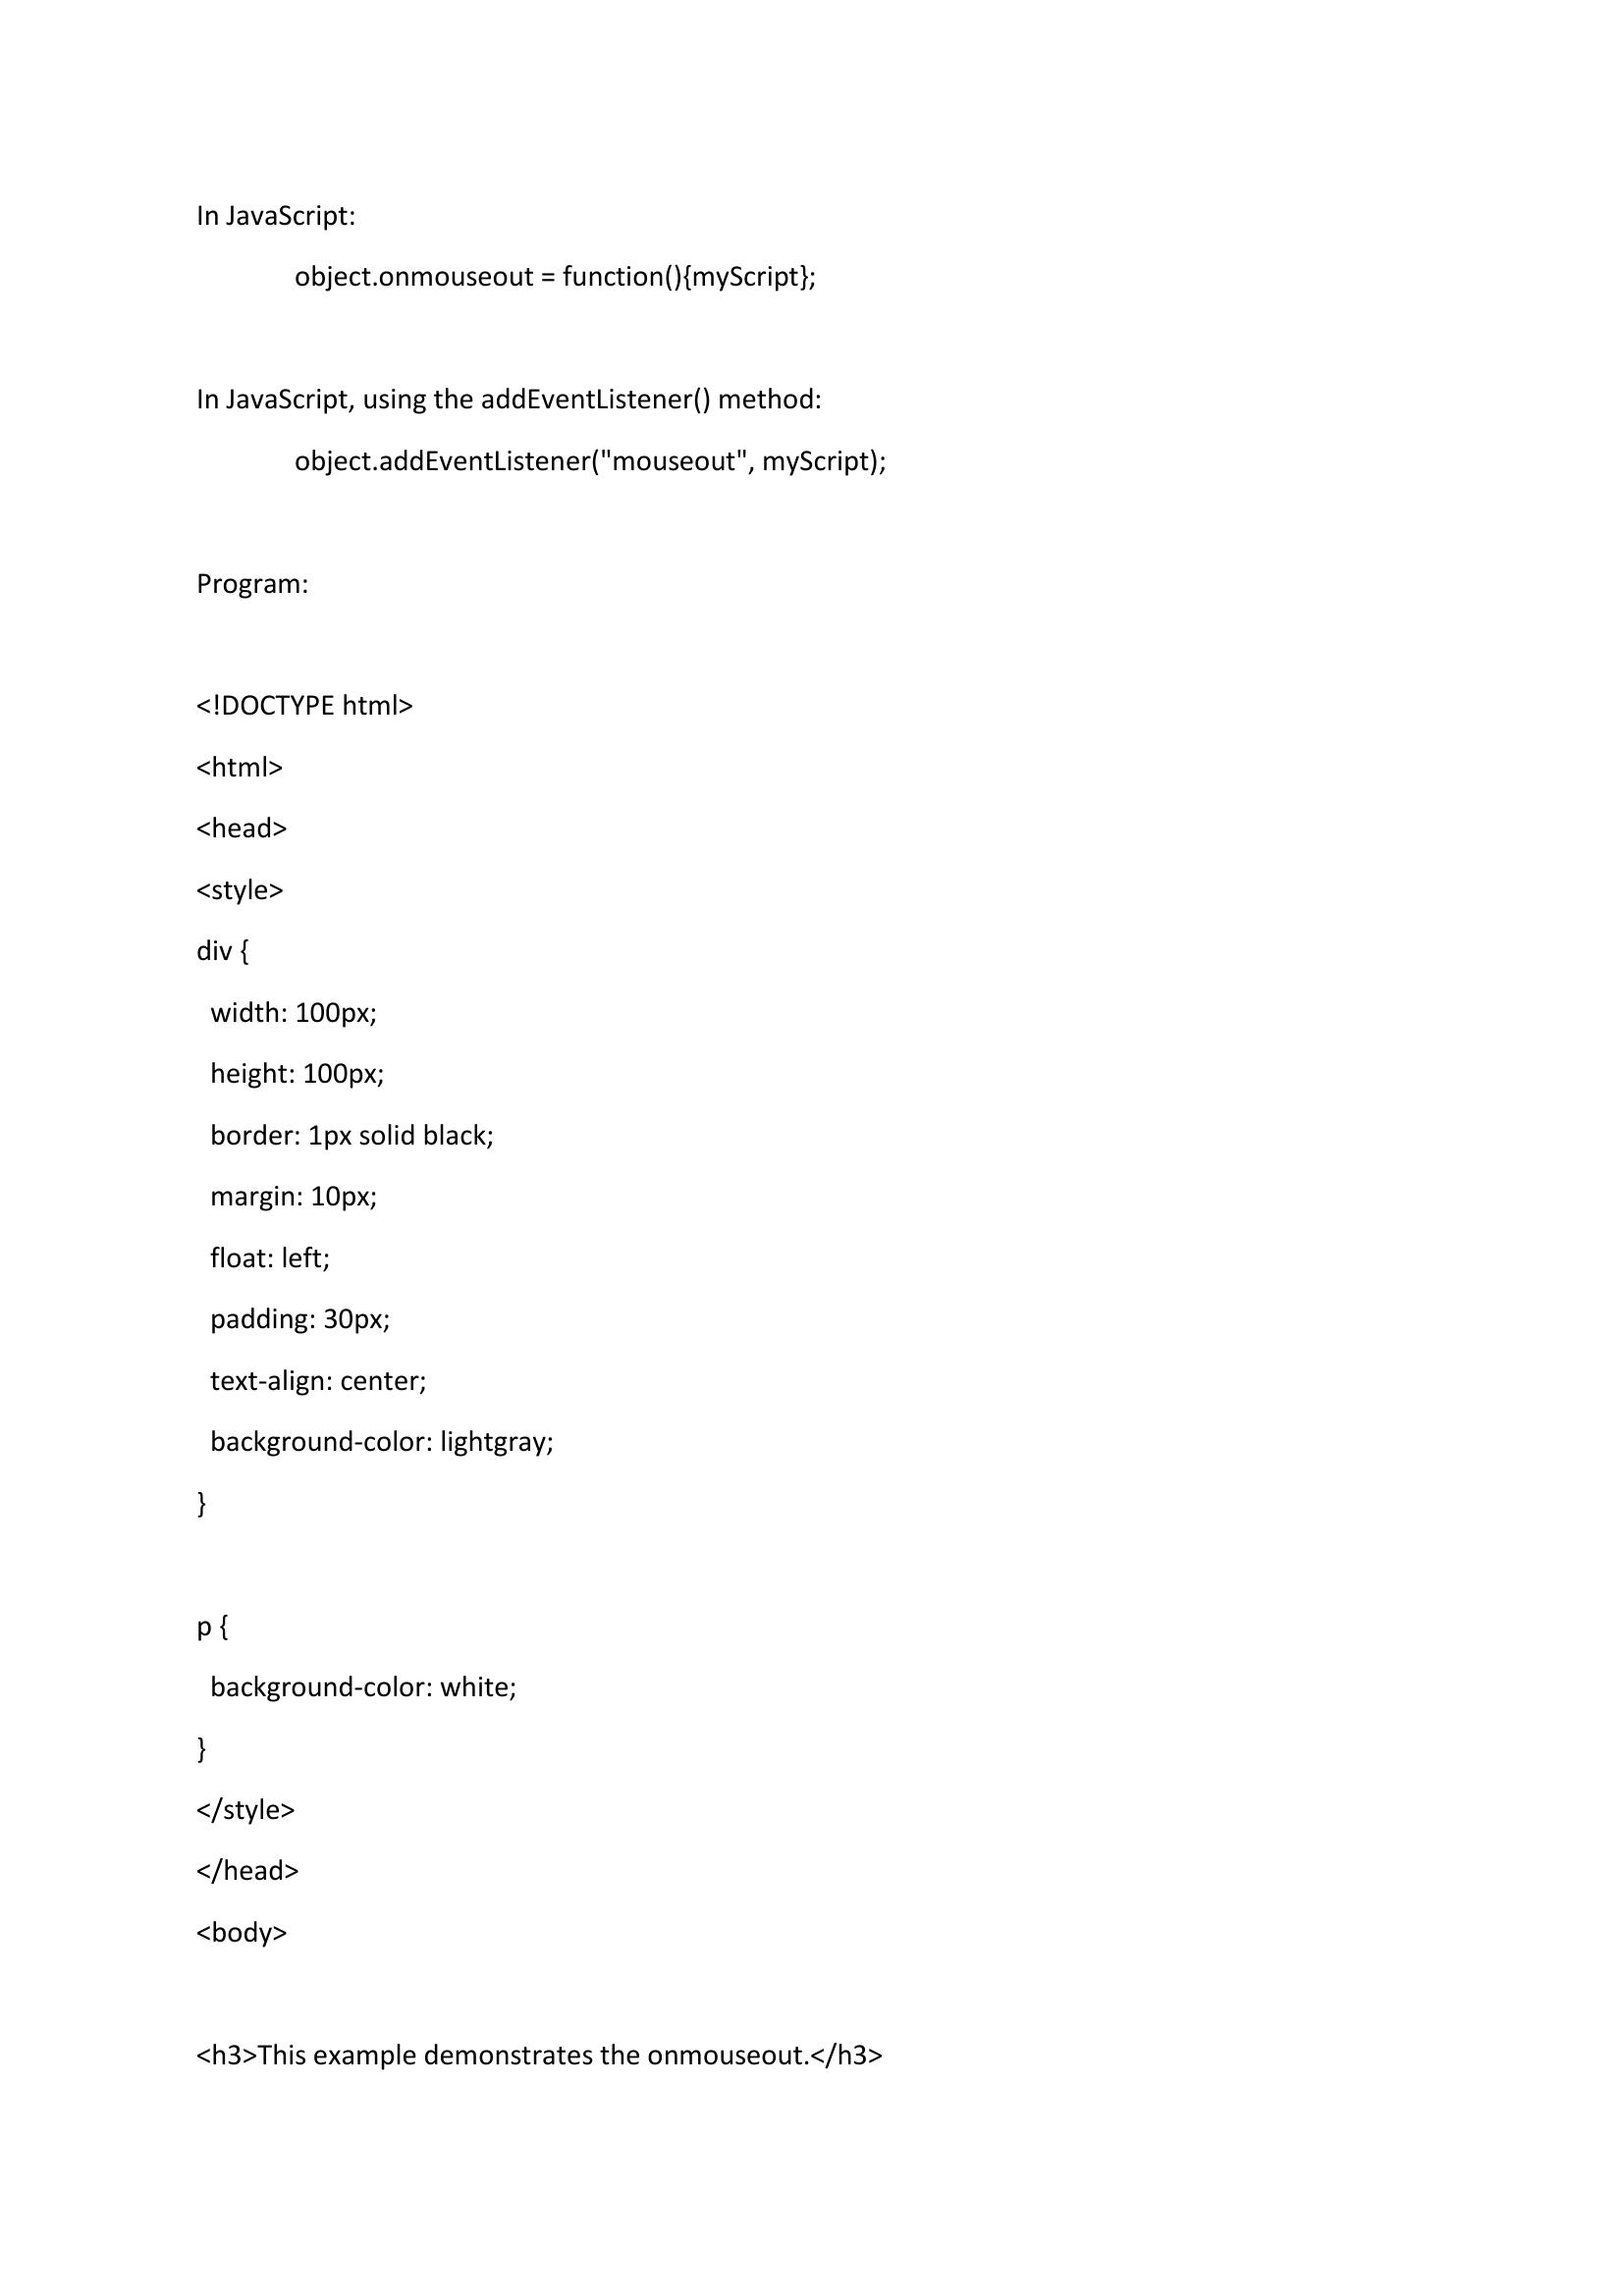 In JavaScript:
object.onmouseout = function(){myScript};
In JavaScript, using the addEventListener() method:
object.addEventListener("mouseout", myScript);
Program:
<!DOCTYPE html>
<html>
<head>
<style>
div {
width: 100px;
height: 100px;
border: 1px solid black;
margin: 10px;
float: left;
padding: 30px;
text-align: center;
background-color: lightgray;
}
p {
background-color: white;
}
</style>
</head>
<body>
<h3>This example demonstrates the onmouseout.</h3>